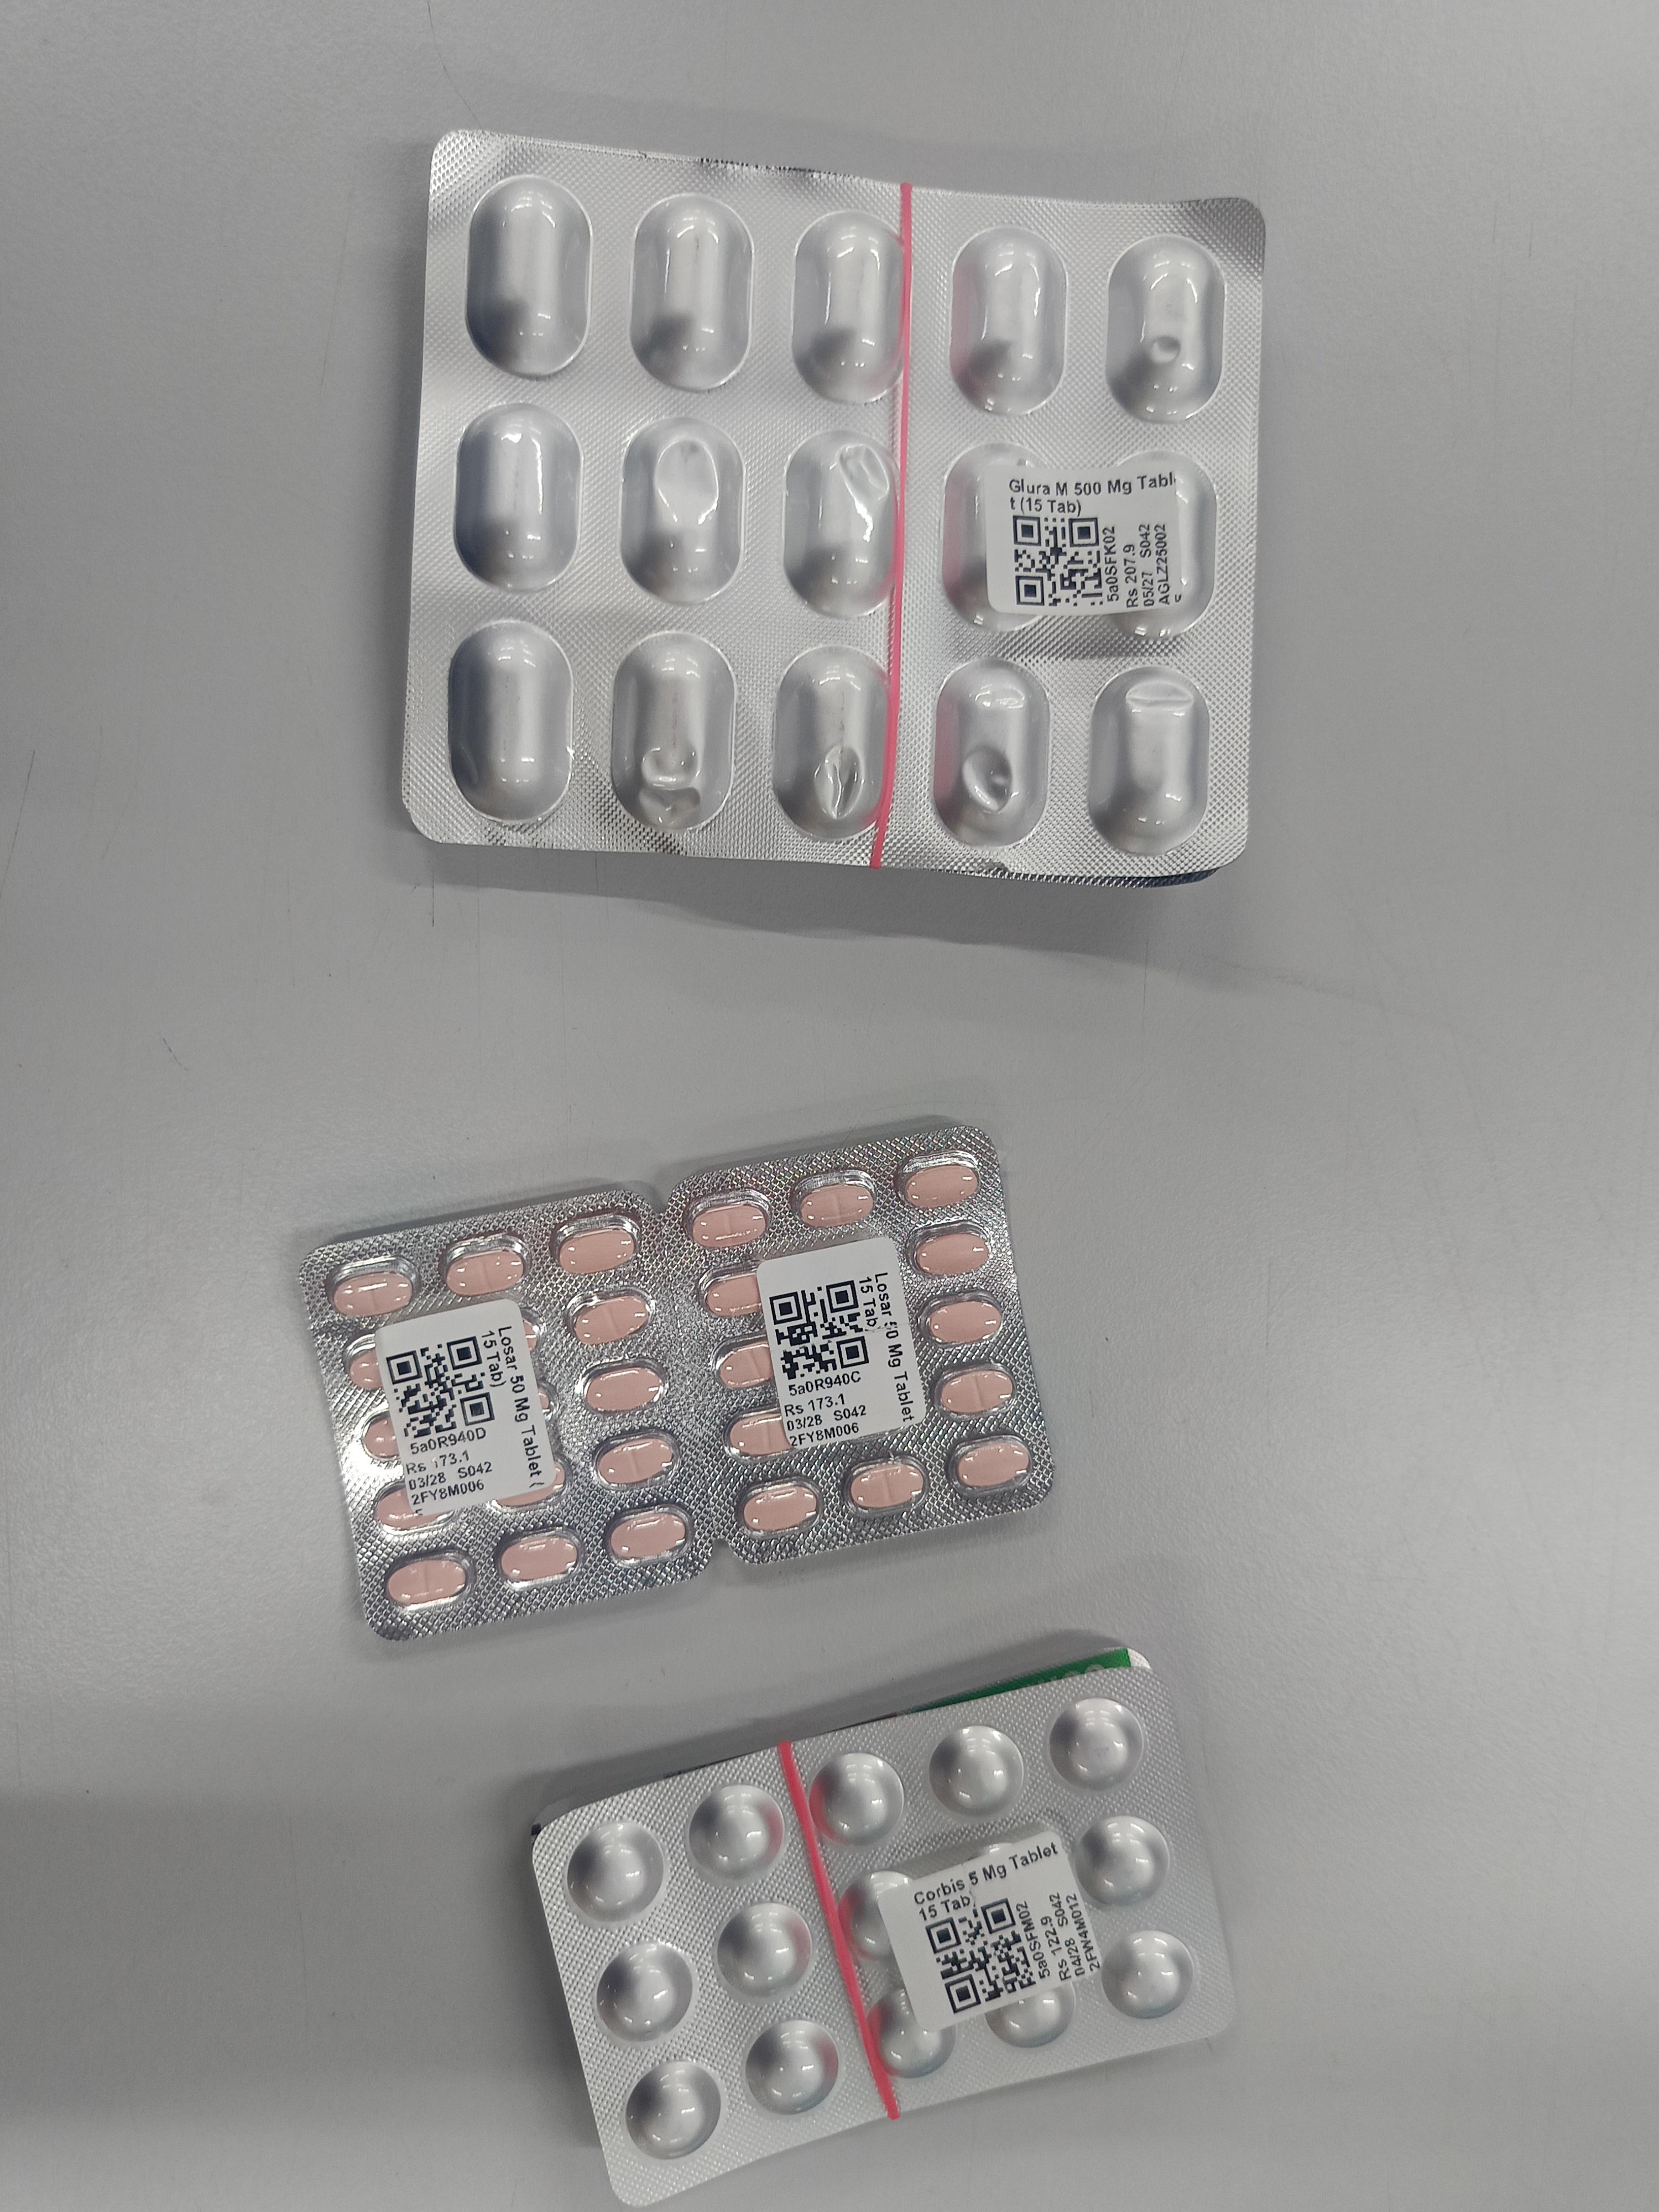 Glura M 500 Mg Tabl
t (15 Tab)
5a0SFK02
Rs 207.9
05/27 S042
AGLZ25002
Losar 50 Mg Tablet
15 Tab)
5a0R940C
Rs 173.1
03/28 S042
2FY8M006
Losar 50 Mg Tablet (
15 Tab)
5a0R940D
Rs 173.1
03/28 S042
2FY8M006
Corbis 5 Mg Tablet
15 Tab
5a0SFM02
Rs 122.9
04/28 S042
2FW4M012